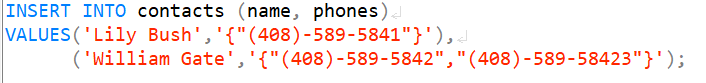 INSERT INTO contacts (name, phones)
VALUES('Lily Bush','{"(408)-589-5841"}'),
('William Gate','{"(408)-589-5842","(408)-589-58423"}');